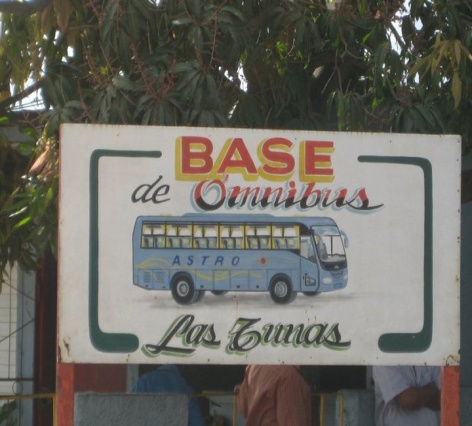 BASE
de Omnibus
ASTRO
Las Tunas